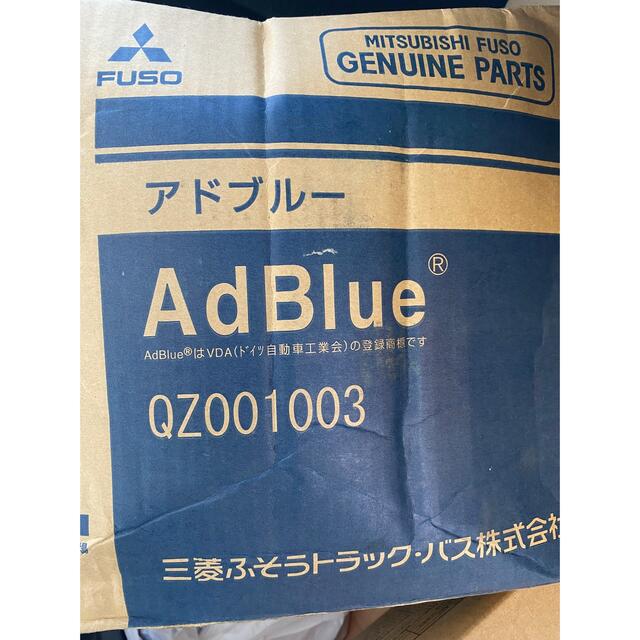 FUSO
MITSUBISHI FUSO
GENUINE PARTS
アドブルー
AdBlue®
AdBlue®はVDA(ドイツ自動車工業会)の登録商標です
QZ001003
三菱ふそうトラック・バス株式会